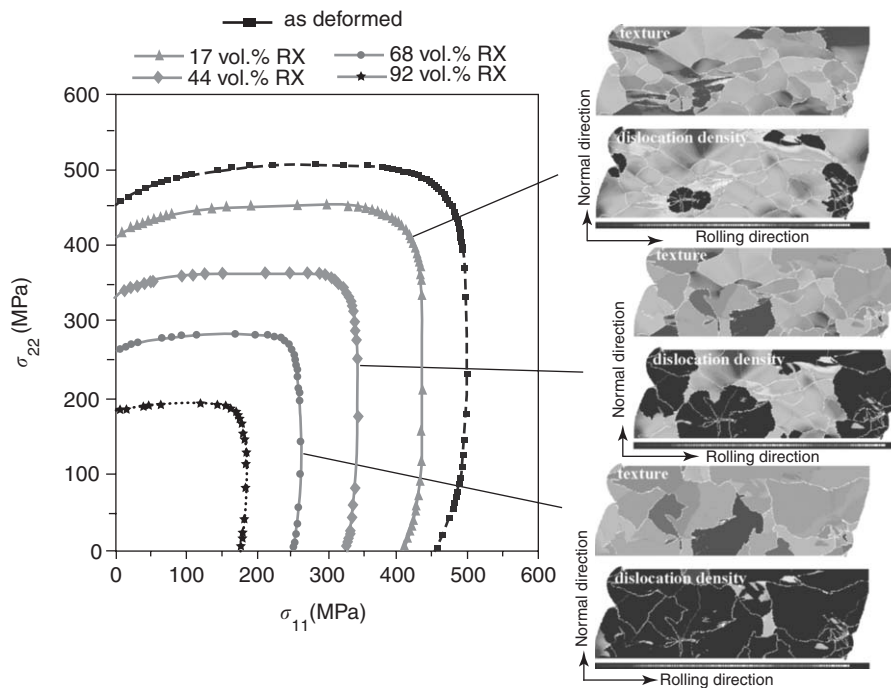 as deformed
17 vol.% RX
68 vol.% RX
44 vol.% RX
92 vol.% RX
600
500
400
300
200
100
0
σ22 (MPa)
0
100
200
300
400
500
600
σ11 (MPa)
texture
dislocation density
Normal direction
Rolling direction
texture
dislocation density
Normal direction
Rolling direction
texture
dislocation density
Normal direction
Rolling direction